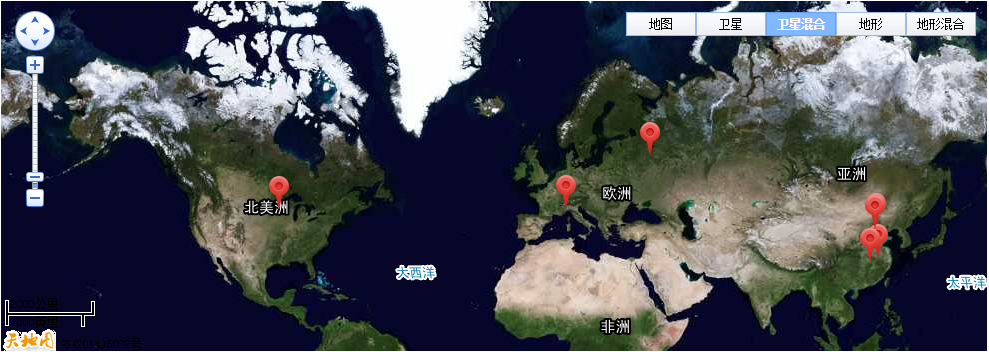 地图 卫星 卫星混合 地形 地形混合
亚洲
欧洲
北美洲
大西洋
太平洋
非洲
天地图